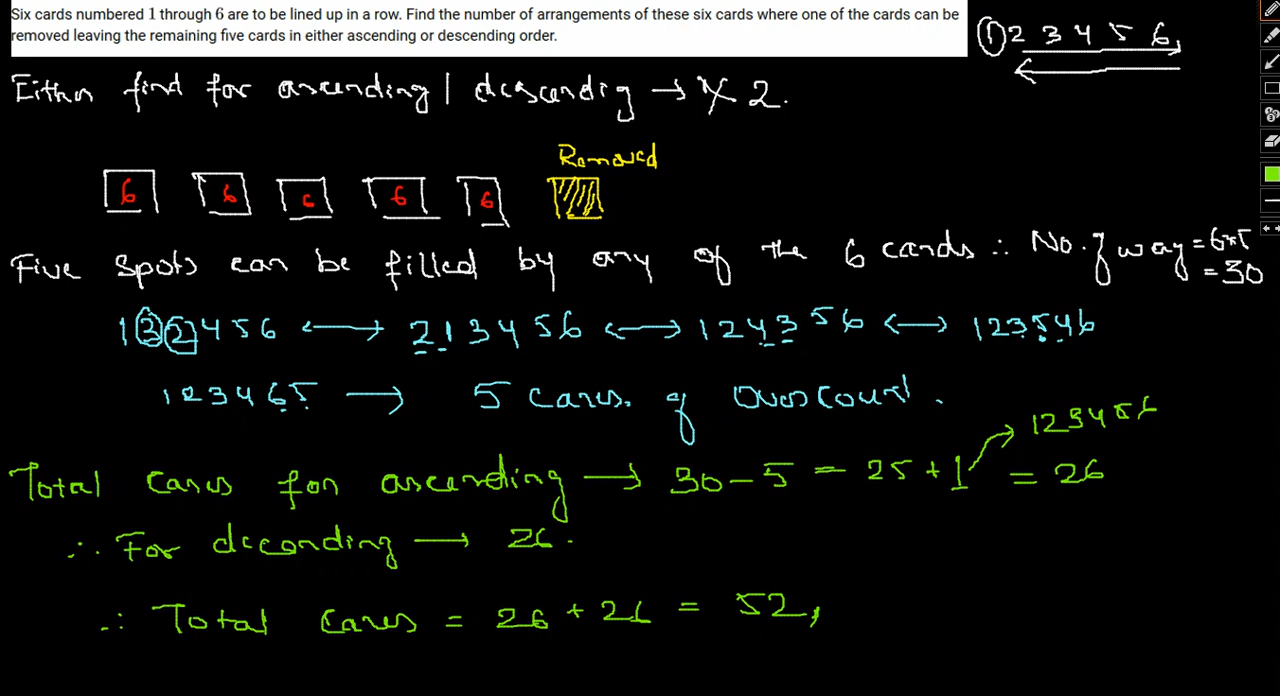 Six cards numbered 1 through 6 are to be lined up in a row. Find the number of arrangements of these six cards where one of the cards can be
removed leaving the remaining five cards in either ascending or descending order.
1 2 3 4 5 6,
Either find for ascending / descending → × 2.
Removed
6 6 6 6 6
Five spots can be filled by any of the 6 cards ∴ No. of way = 6×5
= 30
1 3 2 4 5 6 ⟷ 2 1 3 4 5 6 ⟷ 1 2 4 3 5 6 ⟷ 1 2 3 5 4 6
1 2 3 4 6 5 → 5 cases of Overcount.
1 2 3 4 5 6
Total cases for ascending → 30 - 5 = 25 + 1 = 26
∴ For deconding → 26.
∴ Total Cases = 26 + 26 = 52,